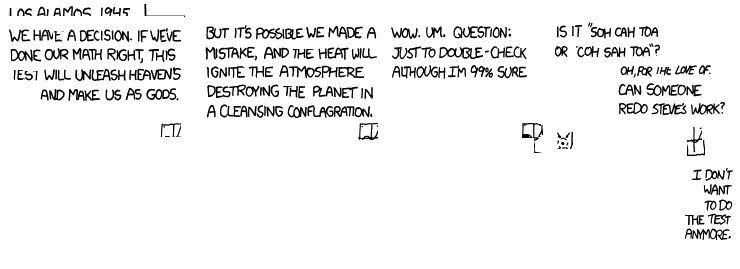 LOS ALAMOS, 1945
WE HAVE A DECISION. IF WE'VE
DONE OUR MATH RIGHT, THIS
TEST WILL UNLEASH HEAVEN'S
AND MAKE US AS GODS.
BUT IT'S POSSIBLE WE MADE A
MISTAKE, AND THE HEAT WILL
IGNITE THE ATMOSPHERE
DESTROYING THE PLANET IN
A CLEANSING CONFLAGRATION.
WOW. UM. QUESTION:
JUST TO DOUBLE-CHECK
ALTHOUGH I'M 99% SURE
IS IT "SOH CAH TOA"
OR "COH SAH TOA"?
OH, FOR THE LOVE OF.
CAN SOMEONE
REDO STEVE'S WORK?
I DON'T
WANT
TO DO
THE TEST
ANYMORE.